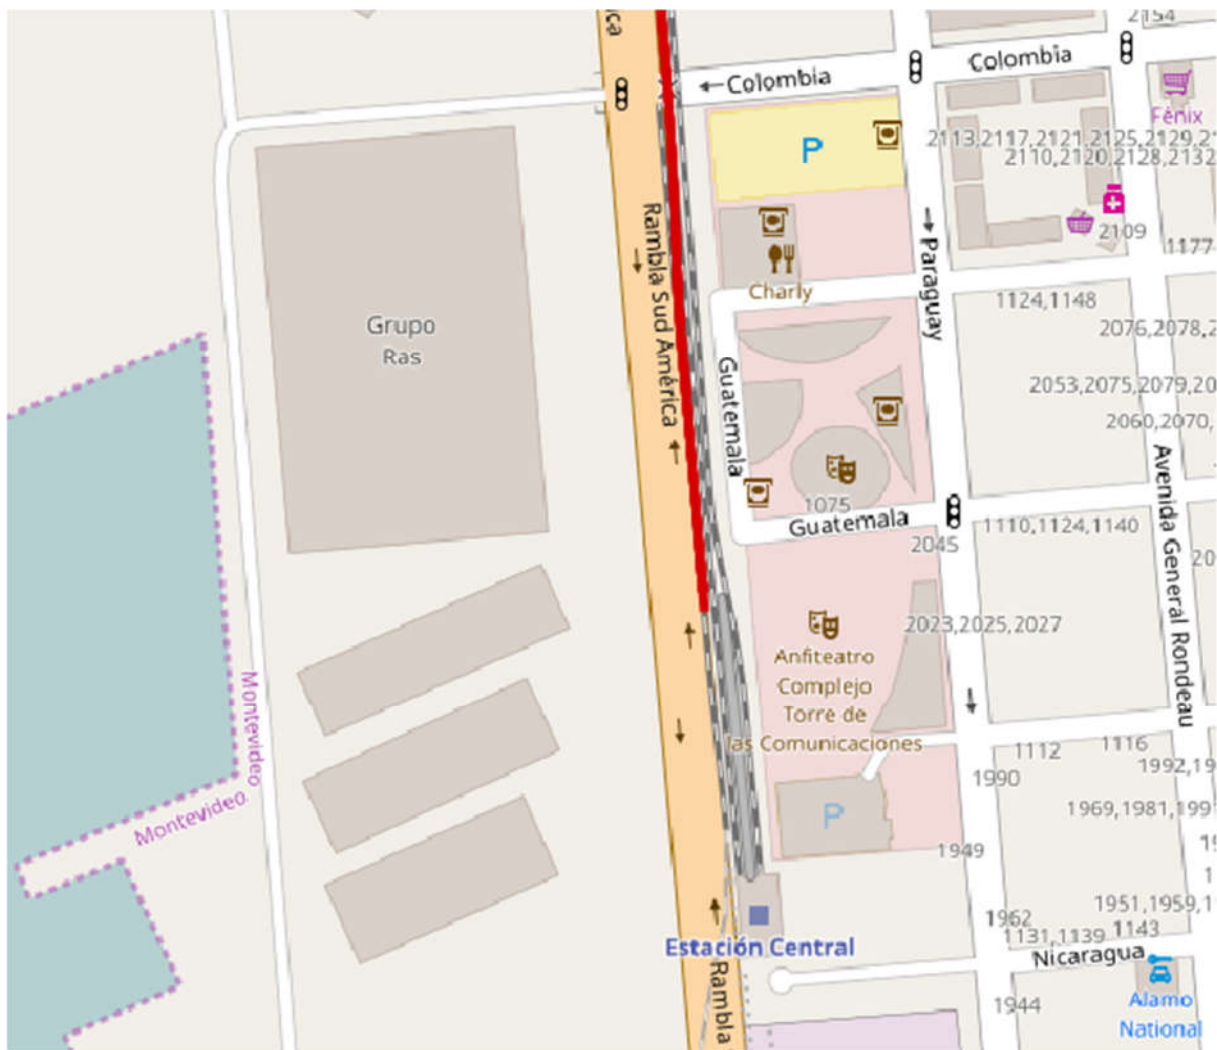 ça
2154
Colombia
←Colombia
Fénix
P
2113,2117,2121,2125,2129,2
2110,2120,2128,2132
2109
1177
Rambla Sud América
Paraguay
Charly
1124,1148
2076,2078,2
Grupo
Ras
Guatemala
2053,2075,2079,20
2060,2070,
1075
Guatemala
2045
1110,1124,1140
Avenida General Rondeau
20
2023,2025,2027
Anfiteatro
Complejo
Torre de
las Comunicaciones
Montevideo
Montevideo
1112
1116
1990
1992,19
P
1969,1981,199
1949
19
1
1951,1959,1
1962
1131,1139
1143
Estación Central
Nicaragua
Rambla
1944
Alamo
National